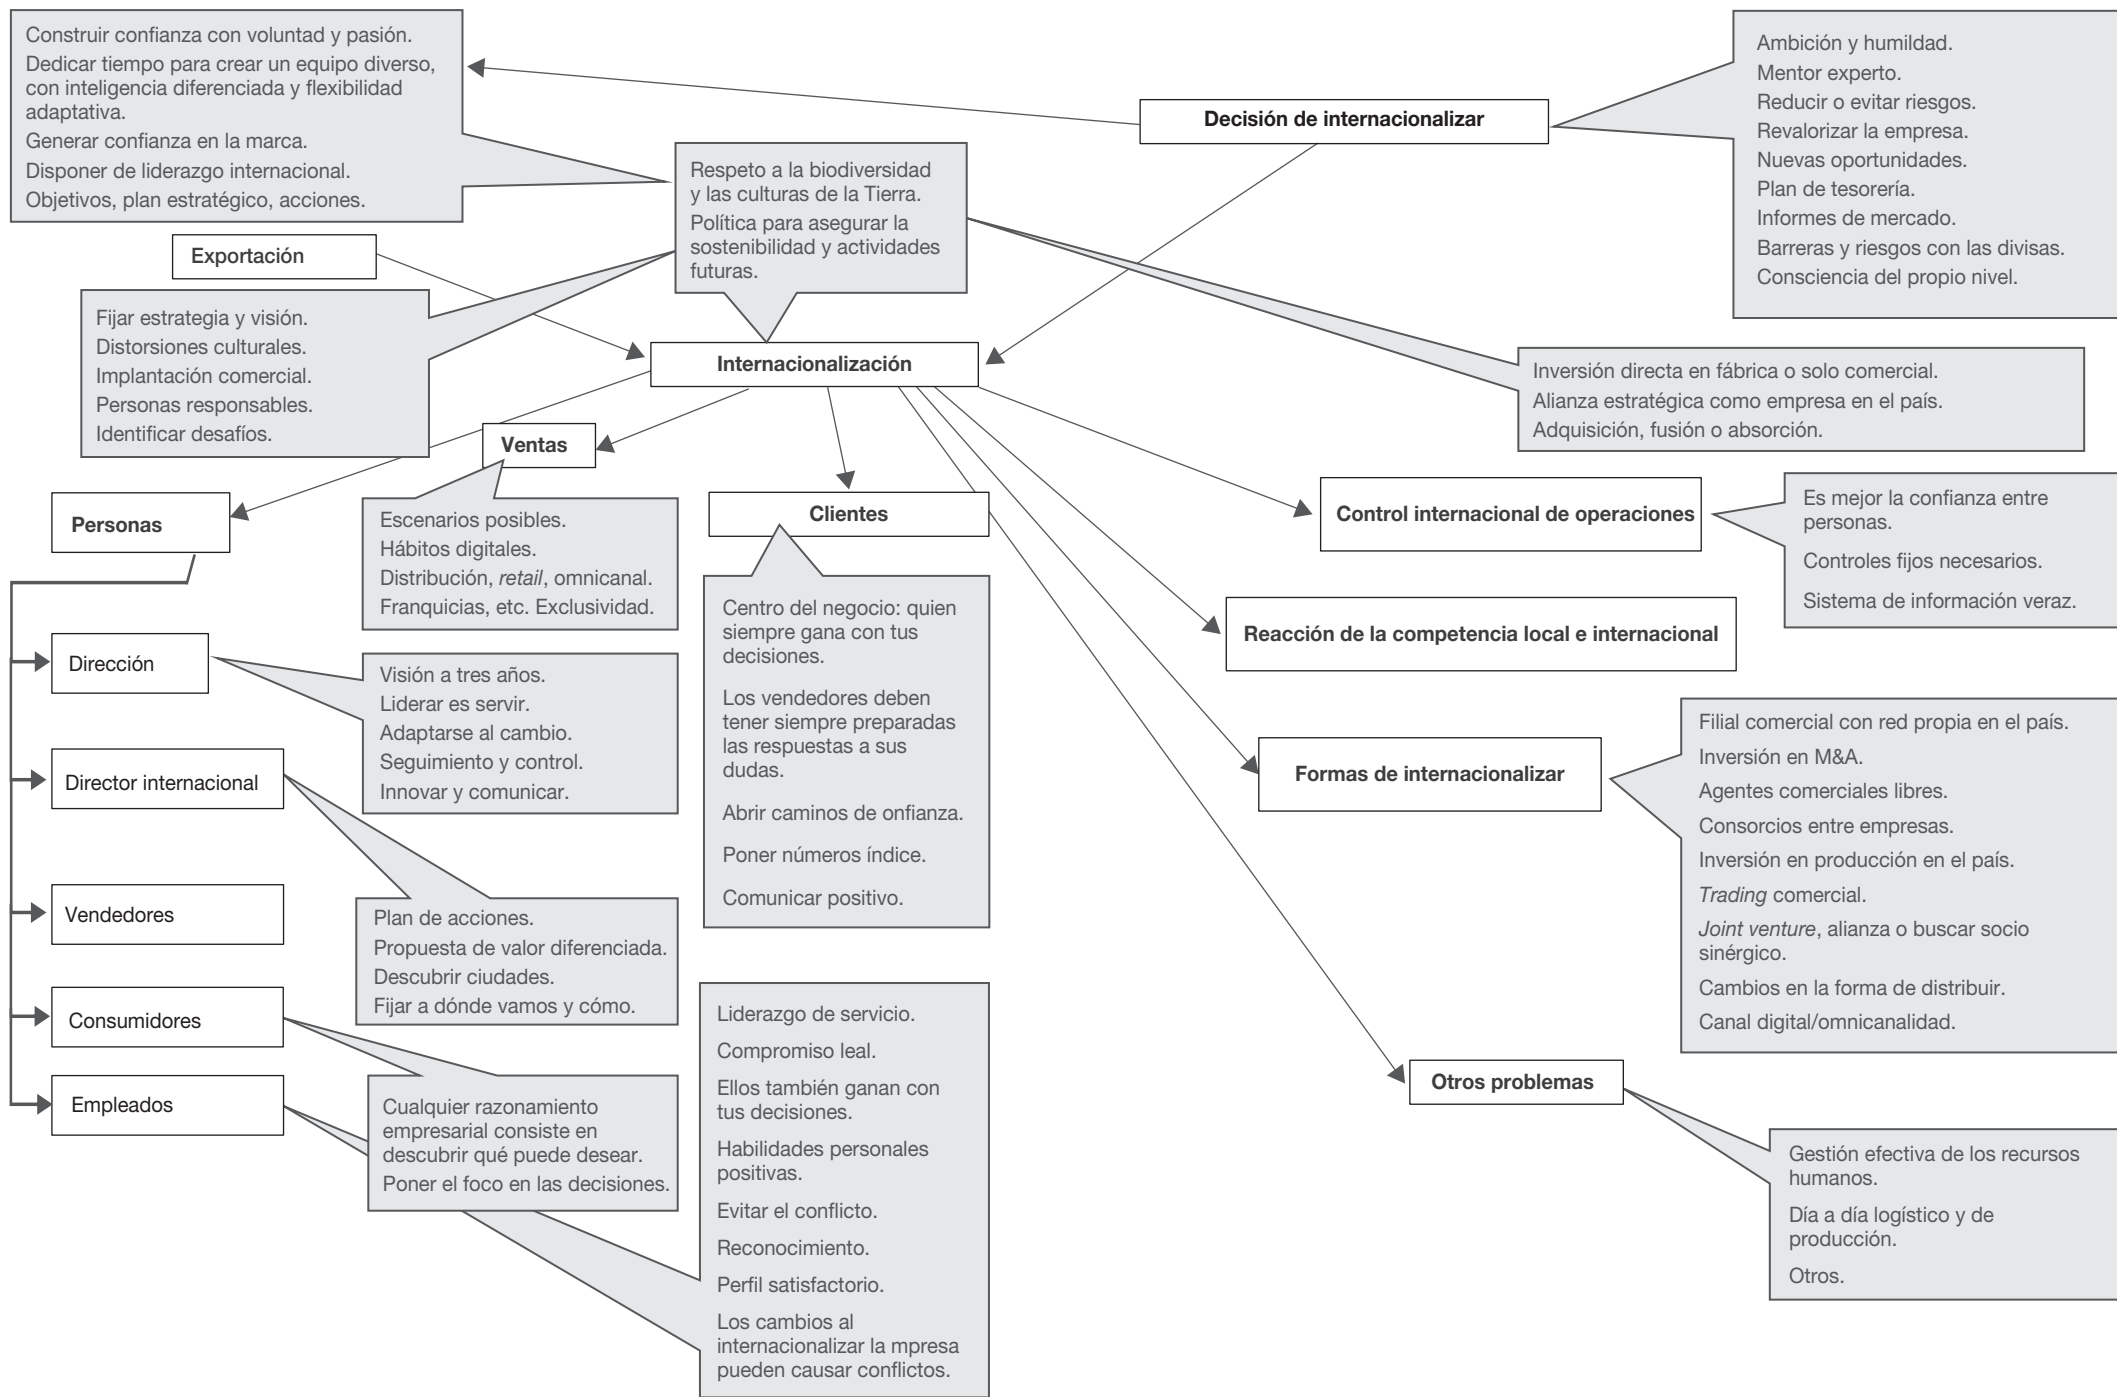 Construir confianza con voluntad y pasión.
Dedicar tiempo para crear un equipo diverso,
con inteligencia diferenciada y flexibilidad
adaptativa.
Generar confianza en la marca.
Disponer de liderazgo internacional.
Objetivos, plan estratégico, acciones.
Decisión de internacionalizar
Ambición y humildad.
Mentor experto.
Reducir o evitar riesgos.
Revalorizar la empresa.
Nuevas oportunidades.
Plan de tesorería.
Informes de mercado.
Barreras y riesgos con las divisas.
Consciencia del propio nivel.
Respeto a la biodiversidad
y las culturas de la Tierra.
Política para asegurar la
sostenibilidad y actividades
futuras.
Exportación
Fijar estrategia y visión.
Distorsiones culturales.
Implantación comercial.
Personas responsables.
Identificar desafíos.
Internacionalización
Inversión directa en fábrica o solo comercial.
Alianza estratégica como empresa en el país.
Adquisición, fusión o absorción.
Ventas
Escenarios posibles.
Hábitos digitales.
Distribución, retail, omnicanal.
Franquicias, etc. Exclusividad.
Personas
Clientes
Centro del negocio: quien
siempre gana con tus
decisiones.
Los vendedores deben
tener siempre preparadas
las respuestas a sus
dudas.
Abrir caminos de onfianza.
Poner números índice.
Comunicar positivo.
Control internacional de operaciones
Es mejor la confianza entre
personas.
Controles fijos necesarios.
Sistema de información veraz.
Reacción de la competencia local e internacional
Dirección
Visión a tres años.
Liderar es servir.
Adaptarse al cambio.
Seguimiento y control.
Innovar y comunicar.
Director internacional
Plan de acciones.
Propuesta de valor diferenciada.
Descubrir ciudades.
Fijar a dónde vamos y cómo.
Formas de internacionalizar
Filial comercial con red propia en el país.
Inversión en M&A.
Agentes comerciales libres.
Consorcios entre empresas.
Inversión en producción en el país.
Trading comercial.
Joint venture, alianza o buscar socio
sinérgico.
Cambios en la forma de distribuir.
Canal digital/omnicanalidad.
Vendedores
Consumidores
Cualquier razonamiento
empresarial consiste en
descubrir qué puede desear.
Poner el foco en las decisiones.
Empleados
Liderazgo de servicio.
Compromiso leal.
Ellos también ganan con
tus decisiones.
Habilidades personales
positivas.
Evitar el conflicto.
Reconocimiento.
Perfil satisfactorio.
Los cambios al
internacionalizar la mpresa
pueden causar conflictos.
Otros problemas
Gestión efectiva de los recursos
humanos.
Día a día logístico y de
producción.
Otros.